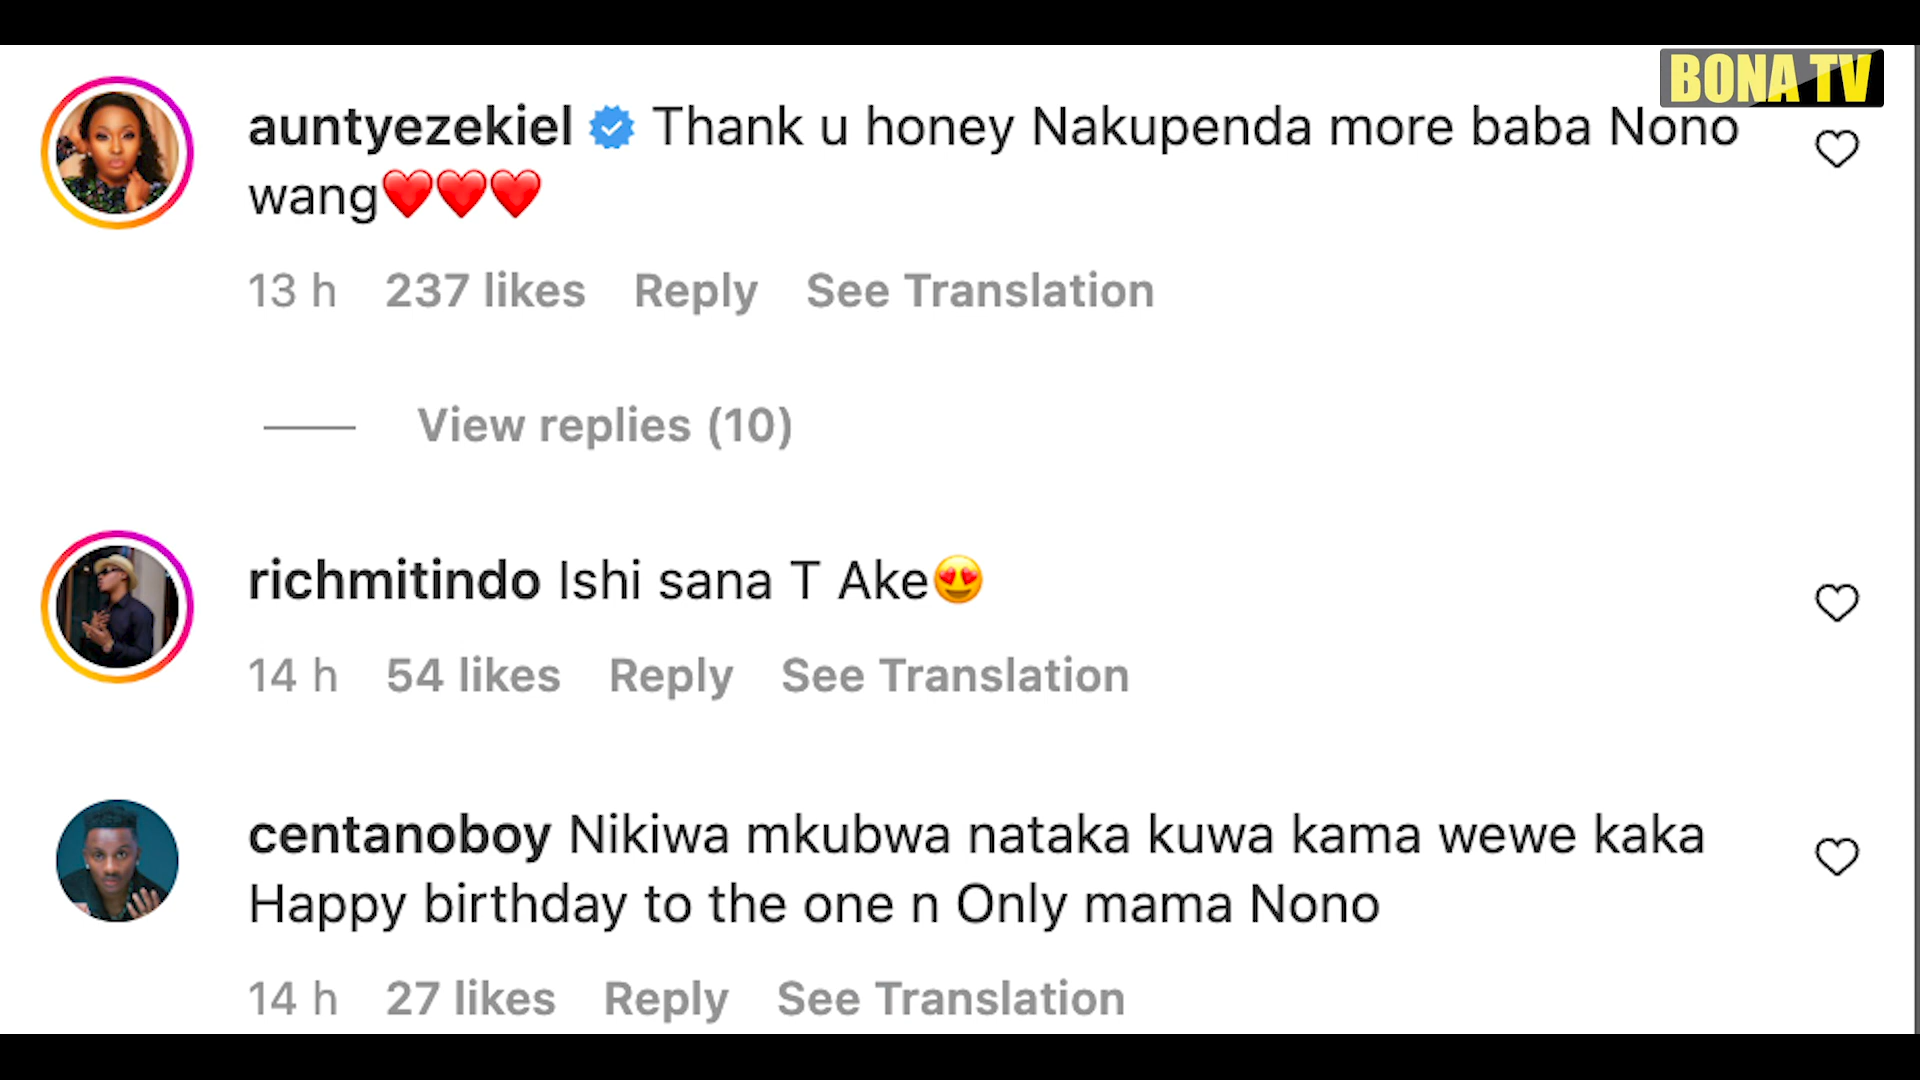 BONA TV
auntyezekiel Thank u honey Nakupenda more baba Nono
wang❤️❤️❤️
13 h 237 likes Reply See Translation
View replies (10)
richmitindo Ishi sana T Ake😍
14 h 54 likes Reply See Translation
centanoboy Nikiwa mkubwa nataka kuwa kama wewe kaka
Happy birthday to the one n Only mama Nono
14 h 27 likes Reply See Translation